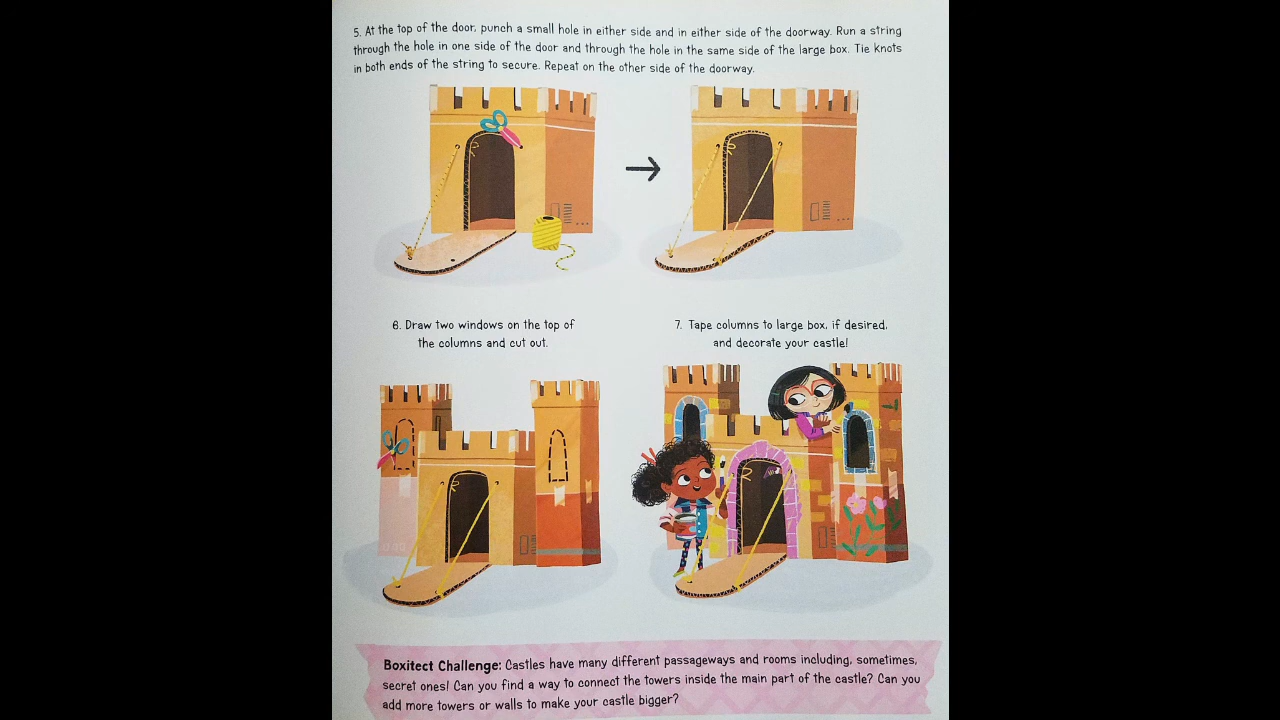 5. At the top of the door, punch a small hole in either side and in either side of the doorway. Run a string
through the hole in one side of the door and through the hole in the same side of the large box. Tie knots
in both ends of the string to secure. Repeat on the other side of the doorway.
6. Draw two windows on the top of
the columns and cut out.
7. Tape columns to large box, if desired,
and decorate your castle!
Boxitect Challenge: Castles have many different passageways and rooms including, sometimes,
secret ones! Can you find a way to connect the towers inside the main part of the castle? Can you
add more towers or walls to make your castle bigger?